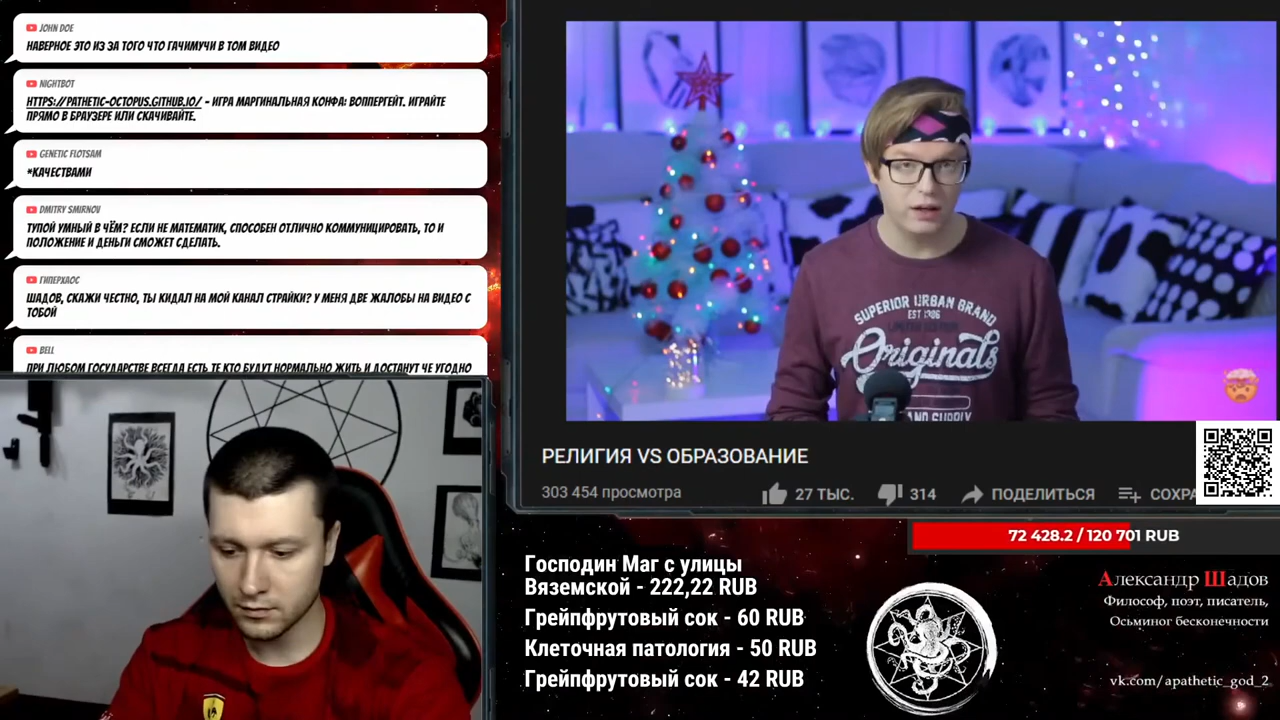 JOHN DOE
НАВЕРНОЕ ЭТО ИЗ ЗА ТОГО ЧТО ГАЧИМУЧИ В ТОМ ВИДЕО
NIGHTBOT
HTTPS://PATHETIC-OCTOPUS.GITHUB.IO/ - ИГРА МАРГИНАЛЬНАЯ КОНФА: ВОППЕРГЕЙТ. ИГРАЙТЕ
ПРЯМО В БРАУЗЕРЕ ИЛИ СКАЧИВАЙТЕ.
GENETIC FLOTSAM
*КАЧЕСТВАМИ
DMITRY SMIRNOV
ТУПОЙ УМНЫЙ В ЧЁМ? ЕСЛИ НЕ МАТЕМАТИК, СПОСОБЕН ОТЛИЧНО КОММУНИЦИРОВАТЬ, ТО И
ПОЛОЖЕНИЕ И ДЕНЬГИ СМОЖЕТ СДЕЛАТЬ.
ГИПЕРХАОС
ШАДОВ, СКАЖИ ЧЕСТНО, ТЫ КИДАЛ НА МОЙ КАНАЛ СТРАЙКИ? У МЕНЯ ДВЕ ЖАЛОБЫ НА ВИДЕО С
ТОБОЙ
BELL
ПРИ ЛЮБОМ ГОСУДАРСТВЕ ВСЕГДА ЕСТЬ ТЕ КТО БУДУТ НОРМАЛЬНО ЖИТЬ И ДОСТАНУТ ЧЕ УГОДНО
SUPERIOR URBAN BRAND
EST 1986
Originals
AND SUPPLY
РЕЛИГИЯ VS ОБРАЗОВАНИЕ
303 454 просмотра
27 ТЫС.
314
ПОДЕЛИТЬСЯ
СОХРА
72 428.2 / 120 701 RUB
Господин Маг с улицы
Вяземской - 222,22 RUB
Грейпфрутовый сок - 60 RUB
Клеточная патология - 50 RUB
Грейпфрутовый сок - 42 RUB
Александр Шадов
Философ, поэт, писатель,
Осьминог бесконечности
vk.com/apathetic_god_2